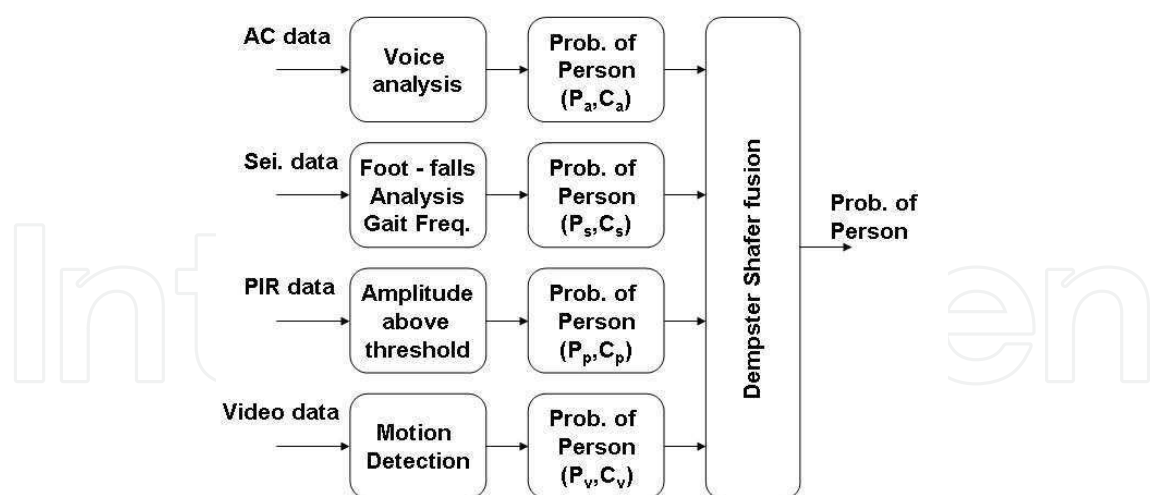 AC data
Voice
analysis
Prob. of
Person
(Pa,Ca)
Sei. data
Foot - falls
Analysis
Gait Freq.
Prob. of
Person
(Ps,Cs)
PIR data
Amplitude
above
threshold
Prob. of
Person
(Pp,Cp)
Video data
Motion
Detection
Prob. of
Person
(Pv,Cv)
Dempster Shafer fusion
Prob. of
Person
Int
en